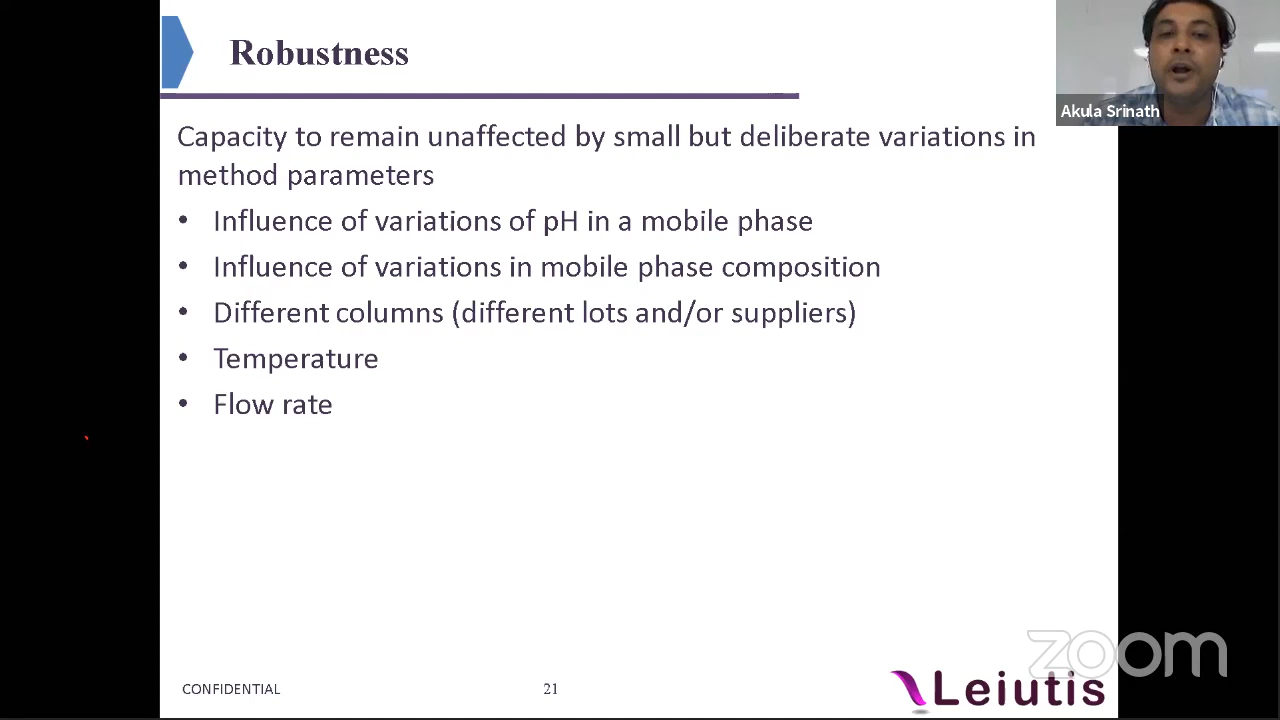 Robustness
Akula Srinath
Capacity to remain unaffected by small but deliberate variations in
method parameters
• Influence of variations of pH in a mobile phase
• Influence of variations in mobile phase composition
• Different columns (different lots and/or suppliers)
• Temperature
• Flow rate
zoom
CONFIDENTIAL
21
Leiutis